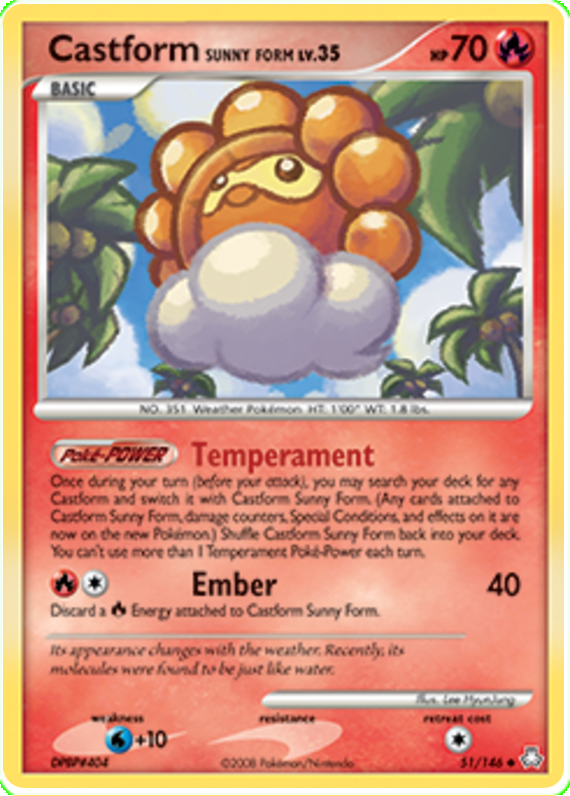 Castform SUNNY FORM LV.35 HP 70
BASIC
NO. 351 Weather Pokémon HT: 1'00" WT: 1.8 lbs.
Poké-POWER Temperament
Once during your turn (before your attack), you may search your deck for any
Castform and switch it with Castform Sunny Form. (Any cards attached to
Castform Sunny Form, damage counters, Special Conditions, and effects on it are
now on the new Pokémon.) Shuffle Castform Sunny Form back into your deck.
You can't use more than 1 Temperament Poké-Power each turn.
Ember 40
Discard a Energy attached to Castform Sunny Form.
Its appearance changes with the weather. Recently, its
molecules were found to be just like water.
Illus. Lee HyunJung
weakness resistance retreat cost
+10
DPBP#404 ©2008 Pokémon/Nintendo 51/146